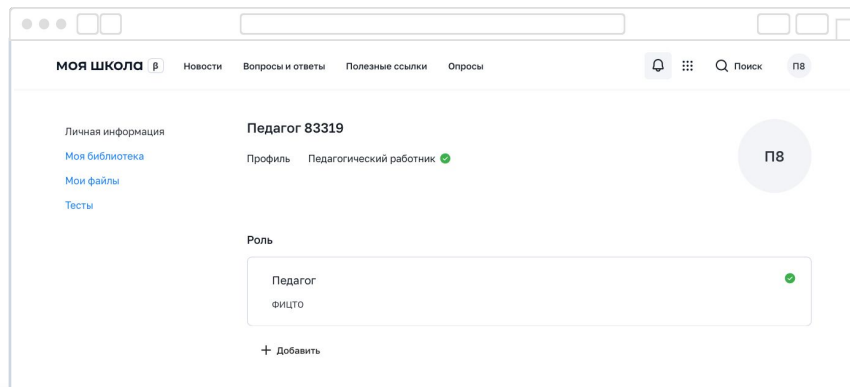 моя школа β Новости Вопросы и ответы Полезные ссылки Опросы Поиск П8
Личная информация
Моя библиотека
Мои файлы
Тесты
Педагог 83319
Профиль Педагогический работник
П8
Роль
Педагог
ФИЦТО
+ Добавить